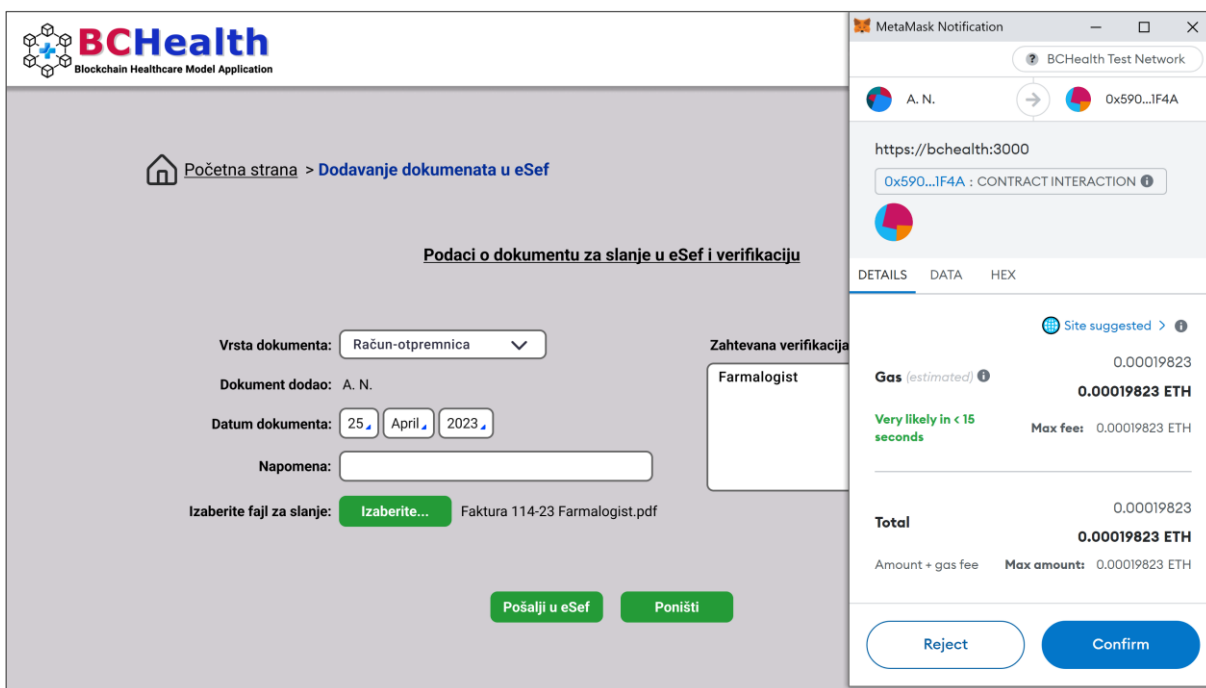 BCHealth
Blockchain Healthcare Model Application
Početna strana > Dodavanje dokumenata u eSef
Podaci o dokumentu za slanje u eSef i verifikaciju
Vrsta dokumenta: Račun-otpremnica
Dokument dodao: A. N.
Datum dokumenta: 25 April 2023
Napomena:
Izaberite fajl za slanje: Izaberite... Faktura 114-23 Farmalogist.pdf
Zahtevana verifikacija
Farmalogist
Pošalji u eSef Poništi
MetaMask Notification
BCHealth Test Network
A. N. 0x590...1F4A
https://bchealth:3000
0x590...1F4A : CONTRACT INTERACTION
DETAILS DATA HEX
Site suggested >
0.00019823
Gas (estimated) 0.00019823 ETH
Very likely in < 15
seconds
Max fee: 0.00019823 ETH
0.00019823
Total 0.00019823 ETH
Amount + gas fee Max amount: 0.00019823 ETH
Reject Confirm